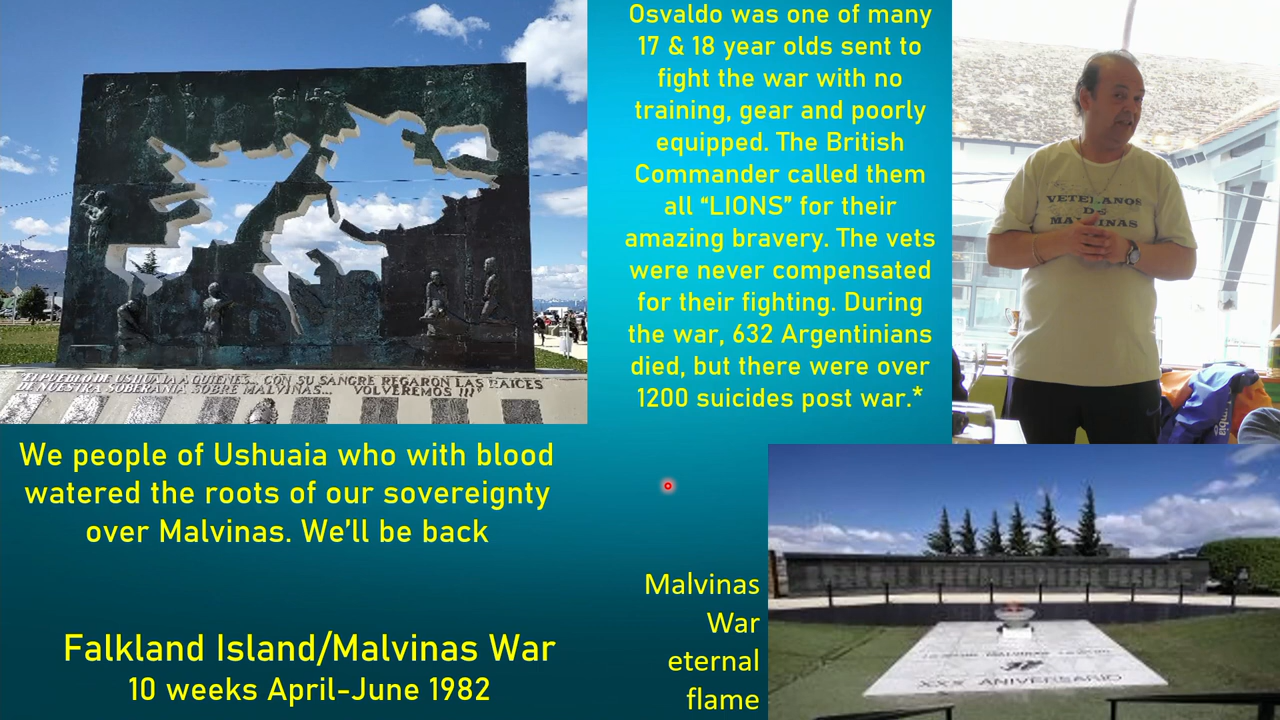 "EL PUEBLO DE USHUAIA A QUIENES... CON SU SANGRE REGARON LAS RAICES
DE NUESTRA SOBERANIA SOBRE MALVINAS... VOLVEREMOS !!!"
We people of Ushuaia who with blood
watered the roots of our sovereignty
over Malvinas. We’ll be back
Falkland Island/Malvinas War
10 weeks April-June 1982
Osvaldo was one of many
17 & 18 year olds sent to
fight the war with no
training, gear and poorly
equipped. The British
Commander called them
all “LIONS” for their
amazing bravery. The vets
were never compensated
for their fighting. During
the war, 632 Argentinians
died, but there were over
1200 suicides post war.*
VETERANOS
DE
MALVINAS
Malvinas
War
eternal
flame
XXX ANIVERSARIO